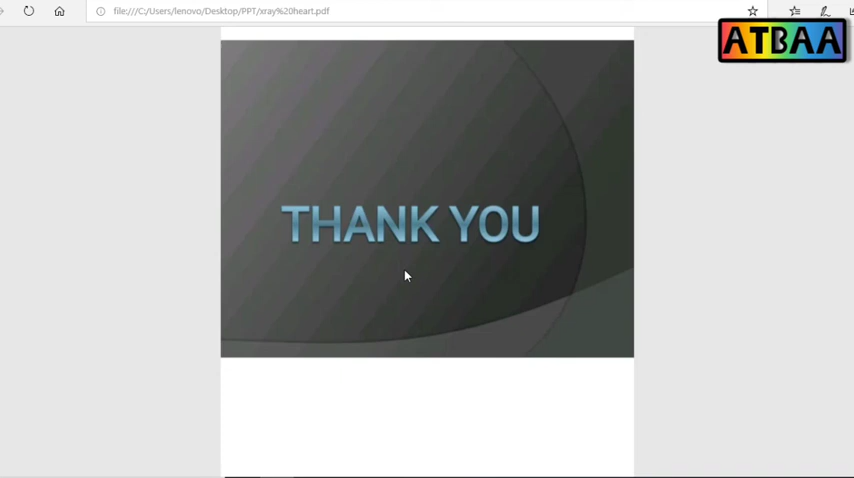 file:///C:/Users/lenovo/Desktop/PPT/xray%20heart.pdf
ATBAA
THANK YOU